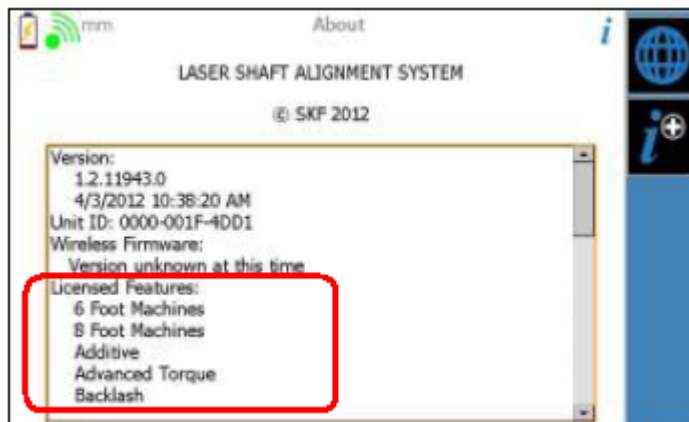 mm
About
i
LASER SHAFT ALIGNMENT SYSTEM
© SKF 2012
i
Version:
1.2.11943.0
4/3/2012 10:38:20 AM
Unit ID: 0000-001F-4DD1
Wireless Firmware:
Version unknown at this time
Licensed Features:
6 Foot Machines
8 Foot Machines
Additive
Advanced Torque
Backlash